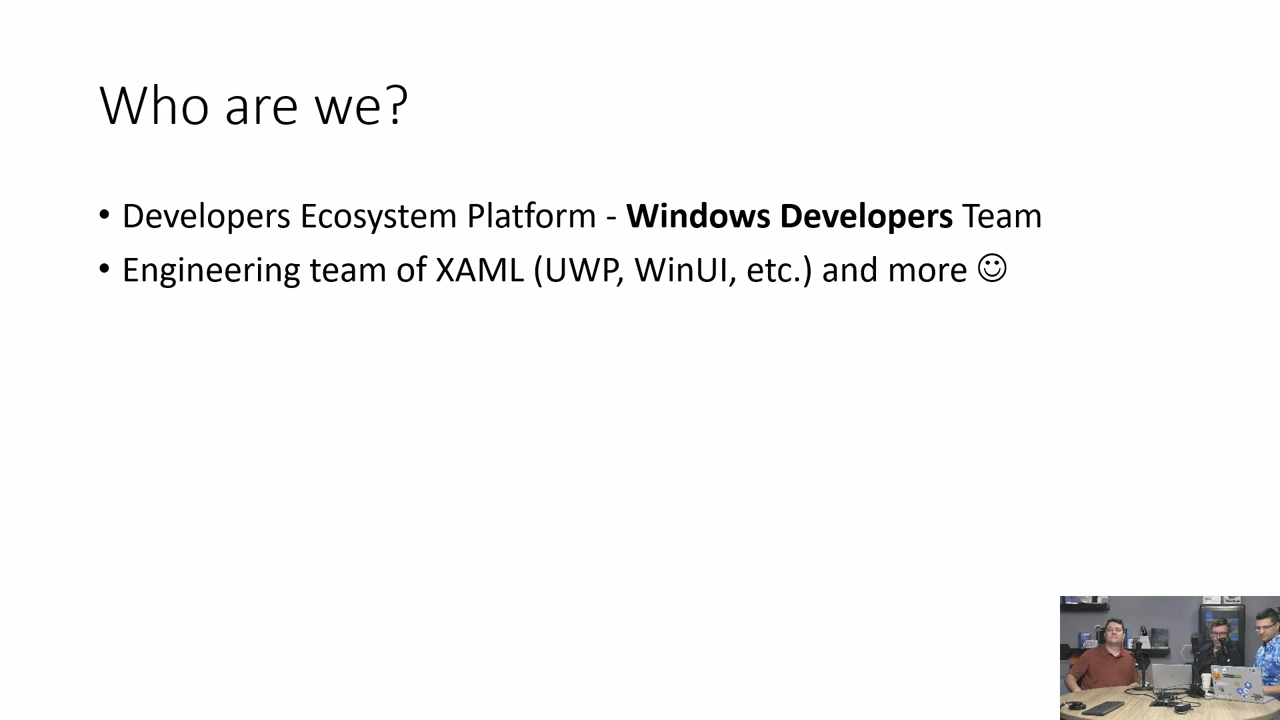 Who are we?
• Developers Ecosystem Platform - Windows Developers Team
• Engineering team of XAML (UWP, WinUI, etc.) and more ☺